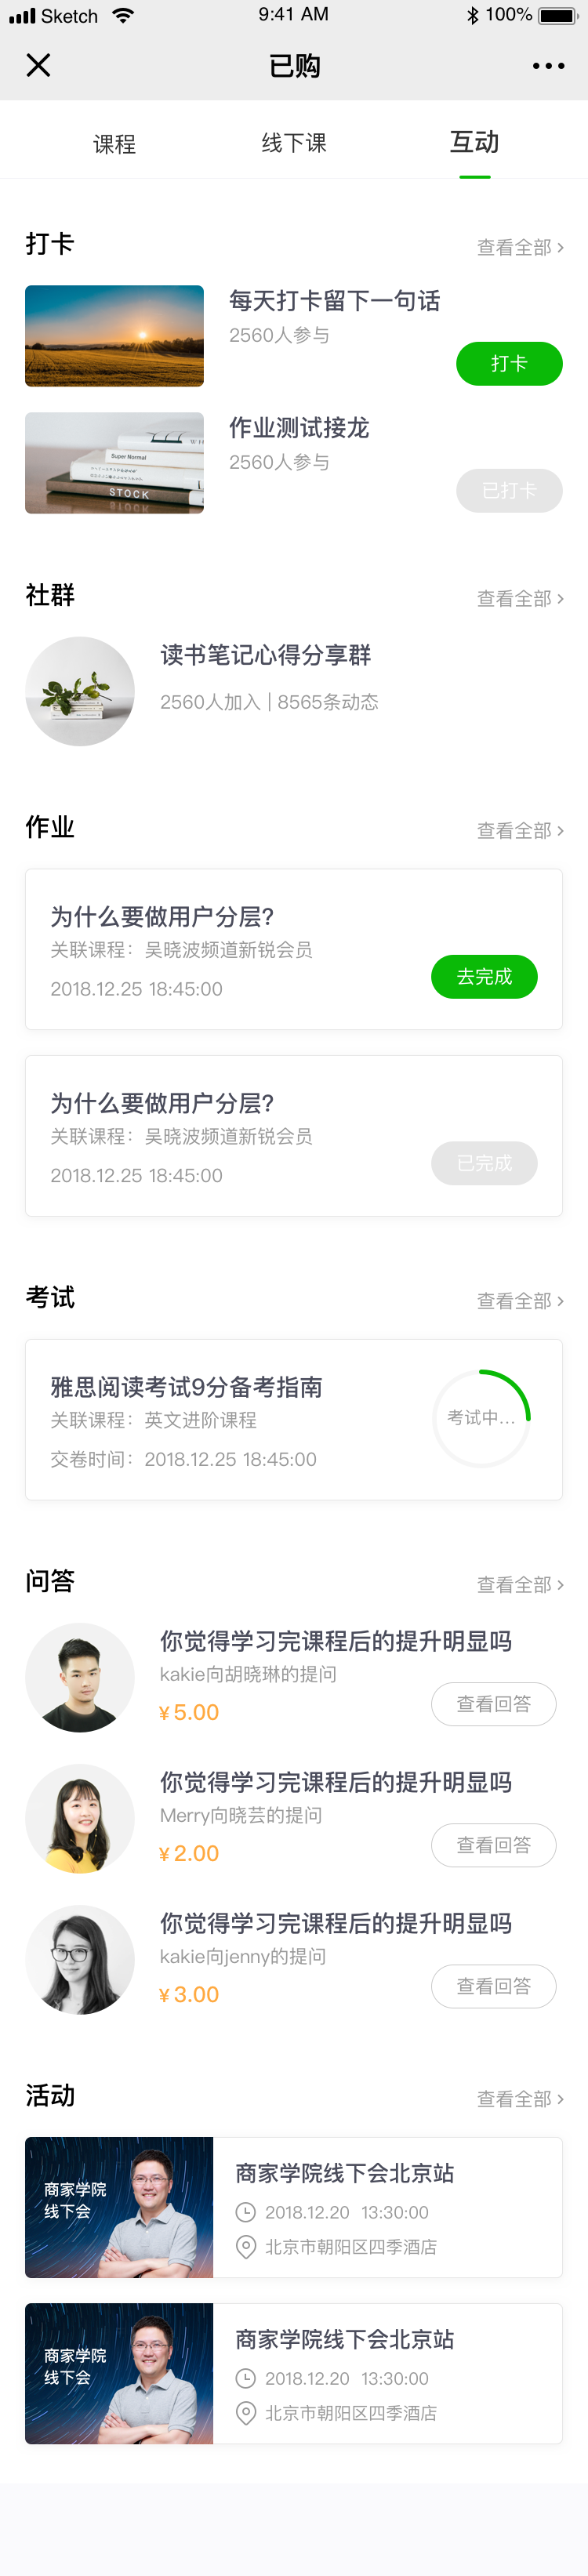 Sketch 9:41 AM 100%
已购
课程 线下课 互动
打卡 查看全部
每天打卡留下一句话
2560人参与
打卡
Super Normal
STOCK
作业测试接龙
2560人参与
已打卡
社群 查看全部
读书笔记心得分享群
2560人加入 | 8565条动态
作业 查看全部
为什么要做用户分层?
关联课程：吴晓波频道新锐会员
2018.12.25 18:45:00
去完成
为什么要做用户分层?
关联课程：吴晓波频道新锐会员
2018.12.25 18:45:00
已完成
考试 查看全部
雅思阅读考试9分备考指南
关联课程：英文进阶课程
交卷时间：2018.12.25 18:45:00
考试中...
问答 查看全部
你觉得学习完课程后的提升明显吗
kakie向胡晓琳的提问
¥ 5.00
查看回答
你觉得学习完课程后的提升明显吗
Merry向晓芸的提问
¥ 2.00
查看回答
你觉得学习完课程后的提升明显吗
kakie向jenny的提问
¥ 3.00
查看回答
活动 查看全部
商家学院
线下会
商家学院线下会北京站
2018.12.20 13:30:00
北京市朝阳区四季酒店
商家学院
线下会
商家学院线下会北京站
2018.12.20 13:30:00
北京市朝阳区四季酒店